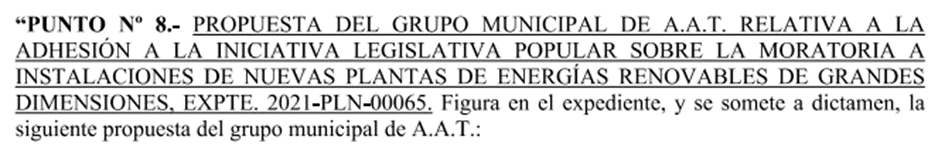 “PUNTO Nº 8.- PROPUESTA DEL GRUPO MUNICIPAL DE A.A.T. RELATIVA A LA
ADHESIÓN A LA INICIATIVA LEGISLATIVA POPULAR SOBRE LA MORATORIA A
INSTALACIONES DE NUEVAS PLANTAS DE ENERGÍAS RENOVABLES DE GRANDES
DIMENSIONES, EXPTE. 2021-PLN-00065. Figura en el expediente, y se somete a dictamen, la
siguiente propuesta del grupo municipal de A.A.T.: